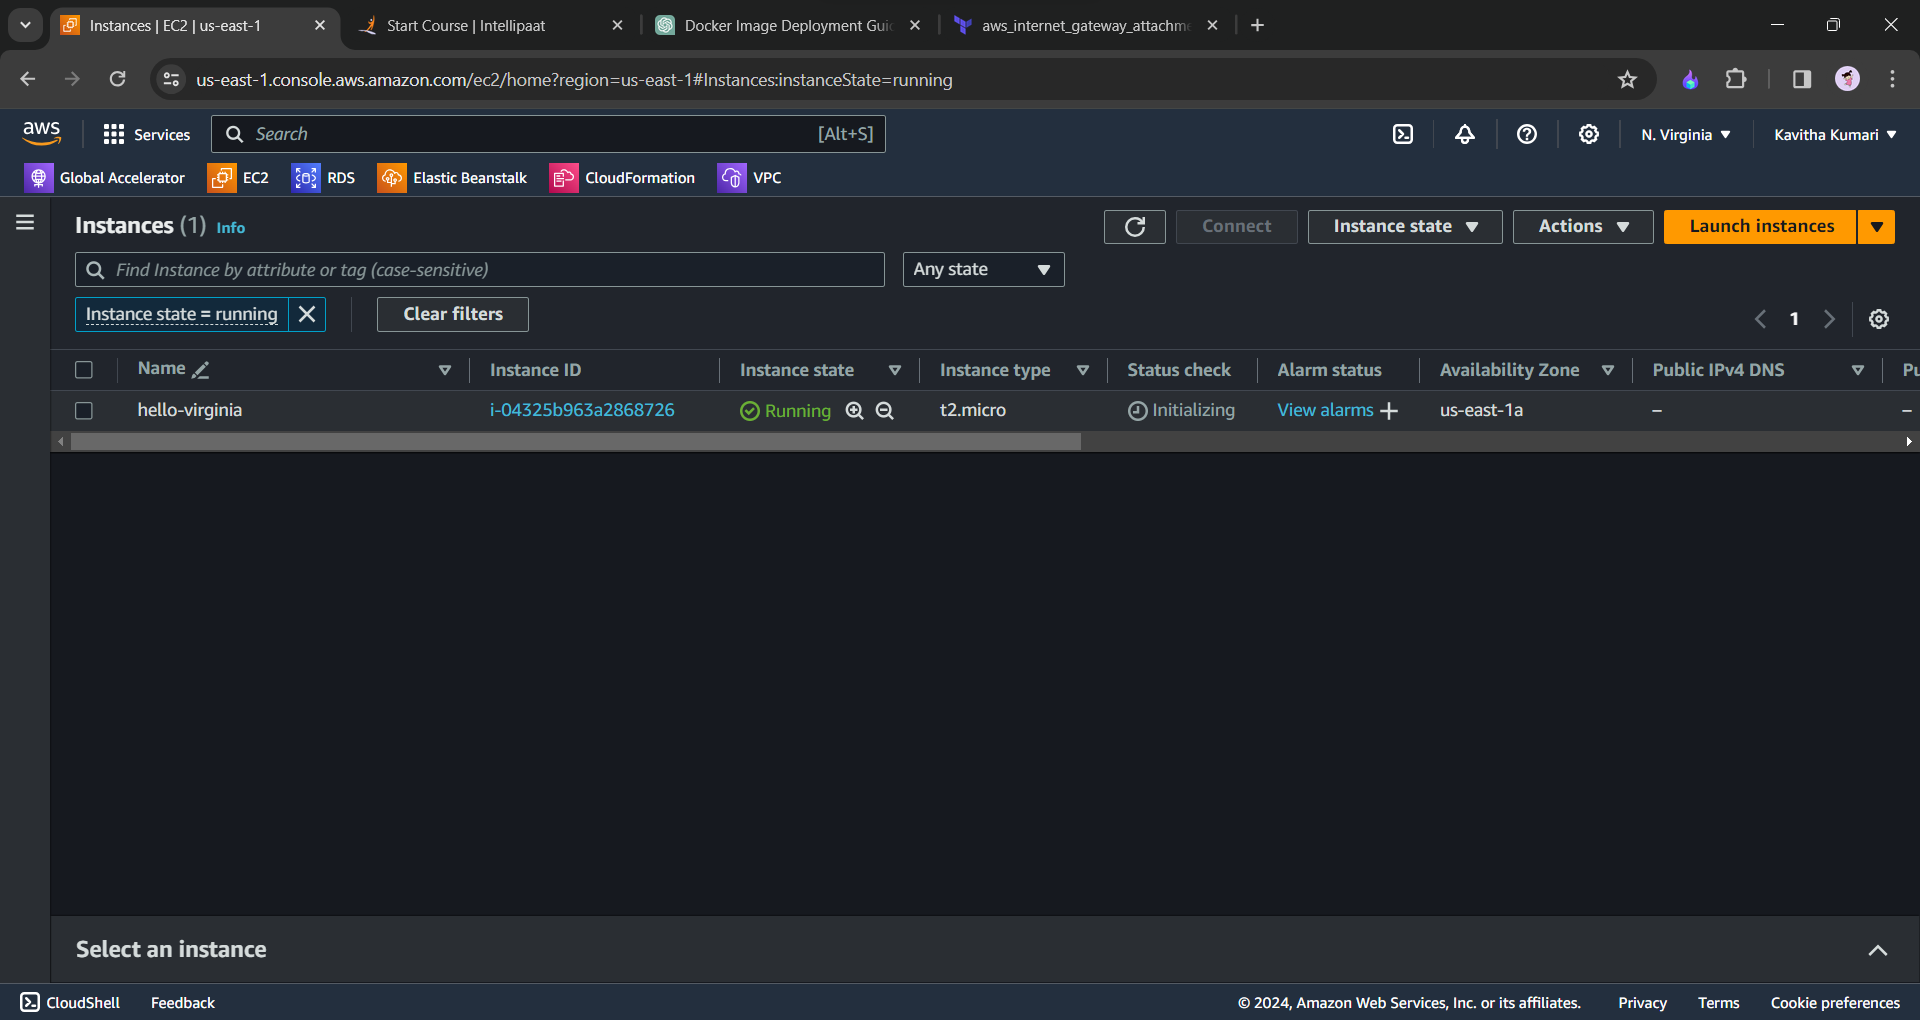 Instances | EC2 | us-east-1
Start Course | Intellipaat
Docker Image Deployment Gui
aws_internet_gateway_attachme
us-east-1.console.aws.amazon.com/ec2/home?region=us-east-1#Instances:instanceState=running
aws
Services
Search
[Alt+S]
N. Virginia
Kavitha Kumari
Global Accelerator
EC2
RDS
Elastic Beanstalk
CloudFormation
VPC
Instances (1) Info
Connect
Instance state
Actions
Launch instances
Find Instance by attribute or tag (case-sensitive)
Any state
Instance state = running
Clear filters
1
Name
Instance ID
Instance state
Instance type
Status check
Alarm status
Availability Zone
Public IPv4 DNS
Pu
hello-virginia
i-04325b963a2868726
Running
t2.micro
Initializing
View alarms
us-east-1a
–
–
Select an instance
CloudShell
Feedback
© 2024, Amazon Web Services, Inc. or its affiliates.
Privacy
Terms
Cookie preferences